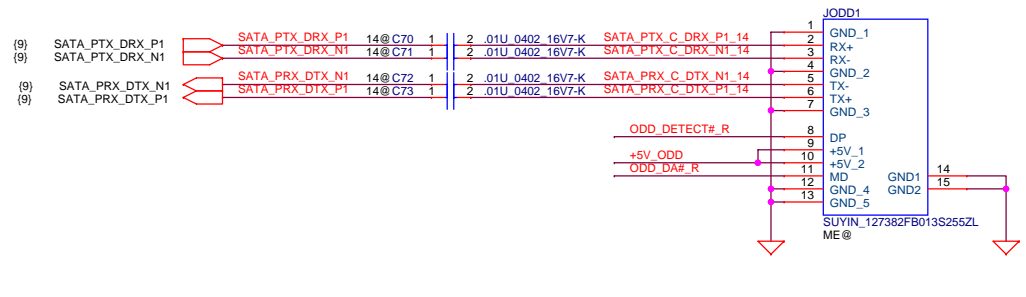 JODD1
1
GND_1
{9} SATA_PTX_DRX_P1 SATA_PTX_DRX_P1 14@ C70 1 2 .01U_0402_16V7-K SATA_PTX_C_DRX_P1_14 2 RX+
{9} SATA_PTX_DRX_N1 SATA_PTX_DRX_N1 14@ C71 1 2 .01U_0402_16V7-K SATA_PTX_C_DRX_N1_14 3 RX-
4 GND_2
{9} SATA_PRX_DTX_N1 SATA_PRX_DTX_N1 14@ C72 1 2 .01U_0402_16V7-K SATA_PRX_C_DTX_N1_14 5 TX-
{9} SATA_PRX_DTX_P1 SATA_PRX_DTX_P1 14@ C73 1 2 .01U_0402_16V7-K SATA_PRX_C_DTX_P1_14 6 TX+
7 GND_3
ODD_DETECT#_R 8 DP
9 +5V_1
+5V_ODD 10 +5V_2
ODD_DA#_R 11 MD GND1 14
12 GND_4 GND2 15
13 GND_5
SUYIN_127382FB013S255ZL
ME@